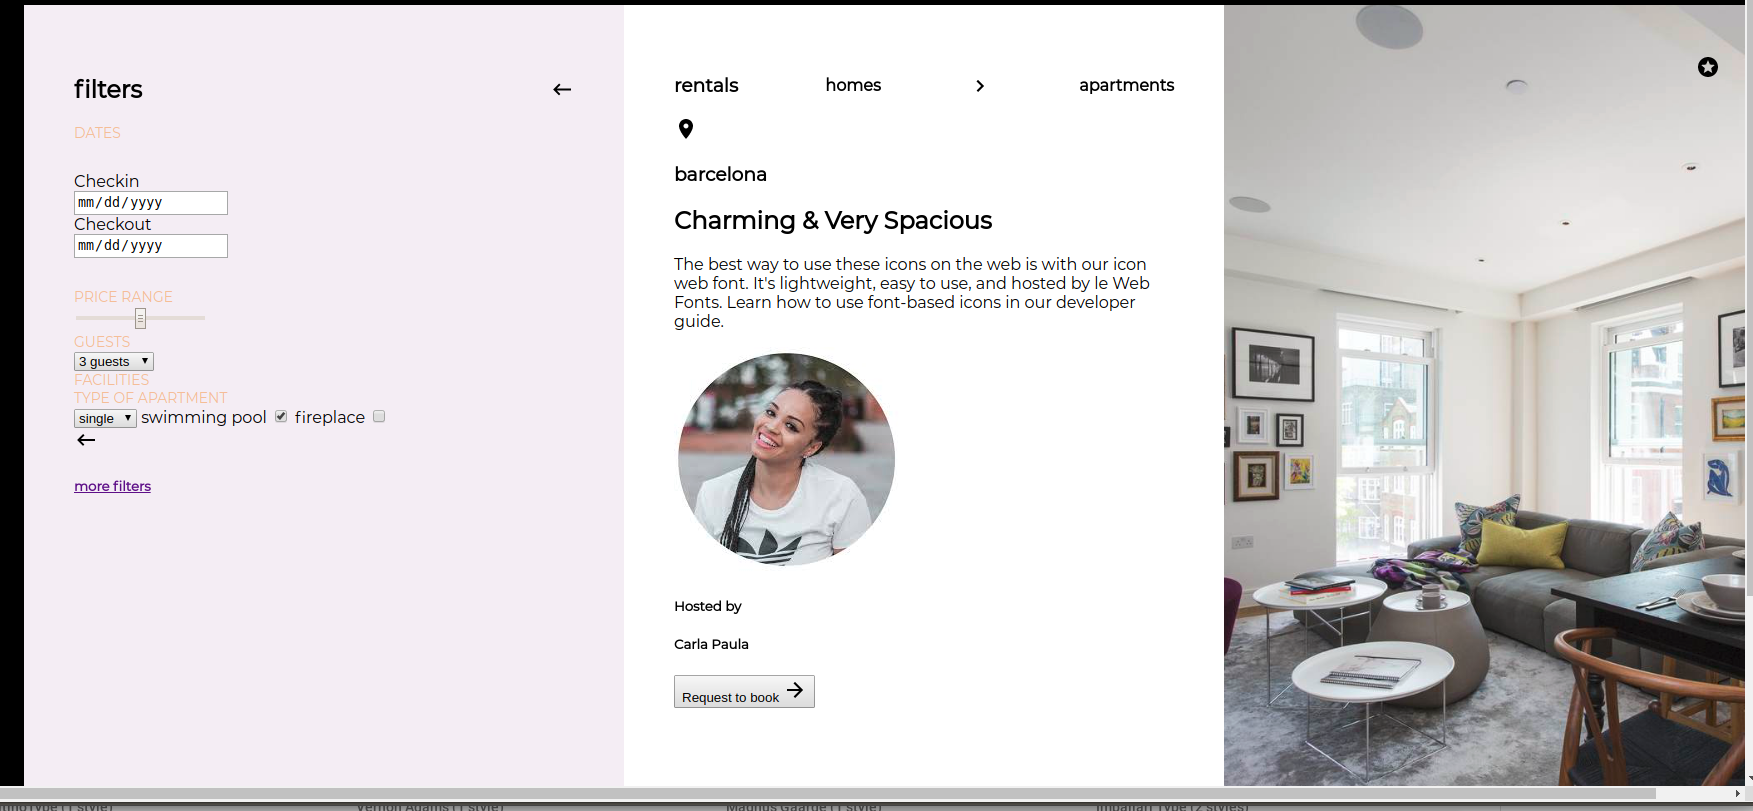 filters
DATES
Checkin
mm/dd/yyyy
Checkout
mm/dd/yyyy
PRICE RANGE
GUESTS
3 guests
FACILITIES
TYPE OF APARTMENT
single swimming pool fireplace
more filters
rentals homes apartments
barcelona
Charming & Very Spacious
The best way to use these icons on the web is with our icon
web font. It's lightweight, easy to use, and hosted by le Web
Fonts. Learn how to use font-based icons in our developer
guide.
Hosted by
Carla Paula
Request to book